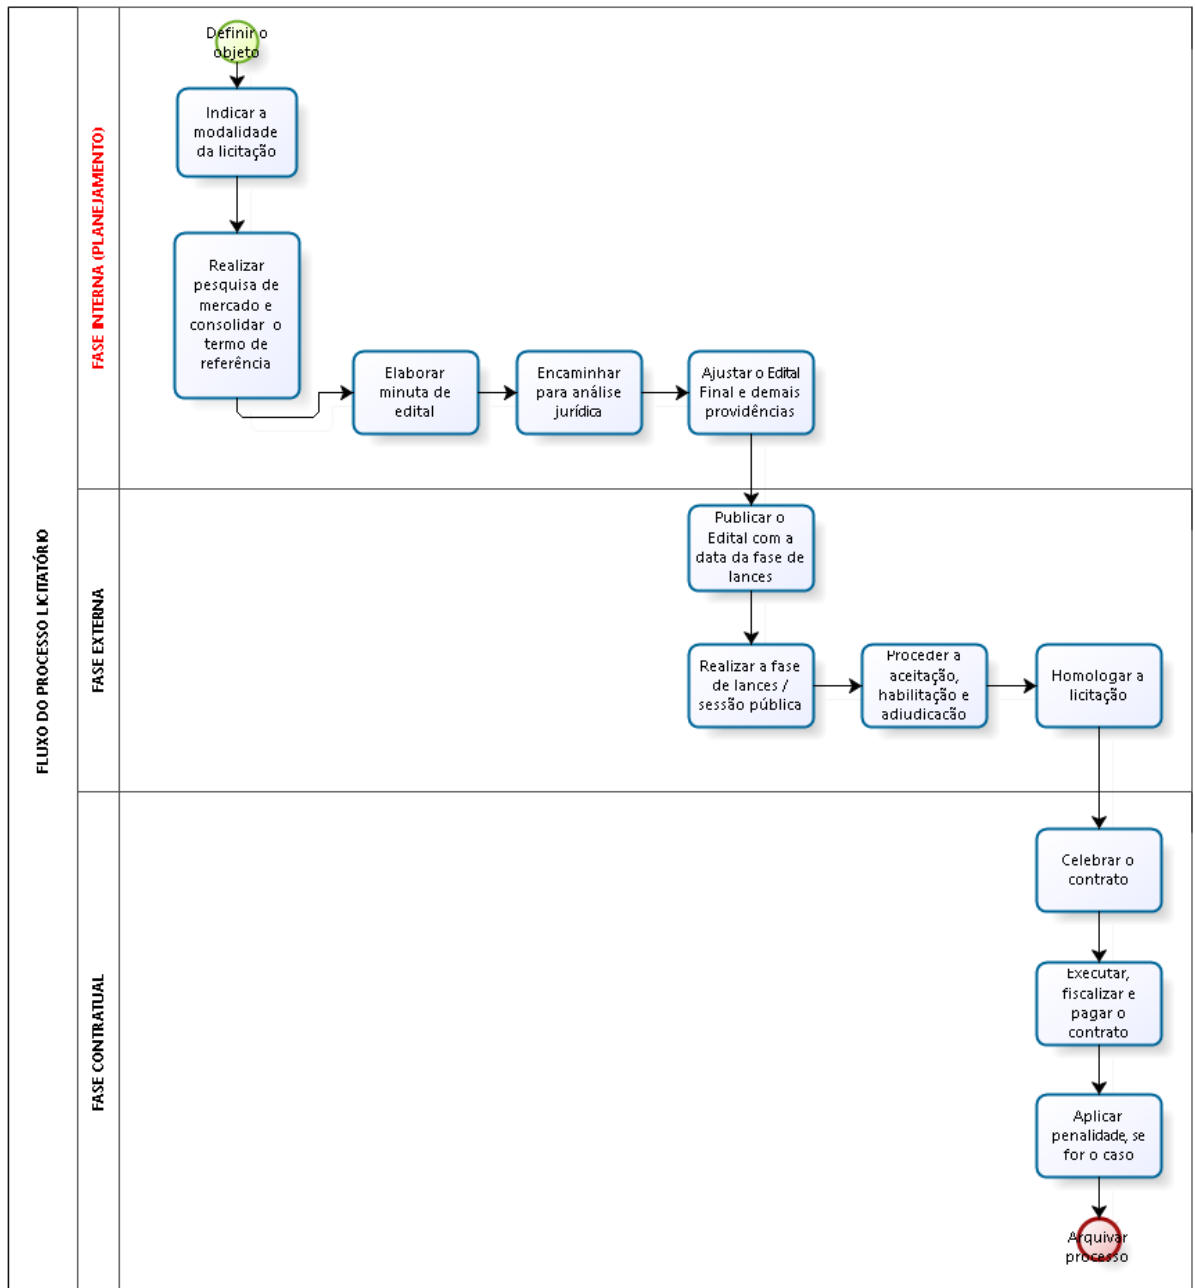 FLUXO DO PROCESSO LICITATÓRIO
FASE INTERNA (PLANEJAMENTO)
Definir o
objeto
Indicar a
modalidade
da licitação
Realizar
pesquisa de
mercado e
consolidar o
termo de
referência
Elaborar
minuta de
edital
Encaminhar
para análise
jurídica
Ajustar o Edital
Final e demais
providências
FASE EXTERNA
Publicar o
Edital com a
data da fase de
lances
Realizar a fase
de lances /
sessão pública
Proceder a
aceitação,
habilitação e
adjudicação
Homologar a
licitação
FASE CONTRATUAL
Celebrar o
contrato
Executar,
fiscalizar e
pagar o
contrato
Aplicar
penalidade, se
for o caso
Arquivar
processo